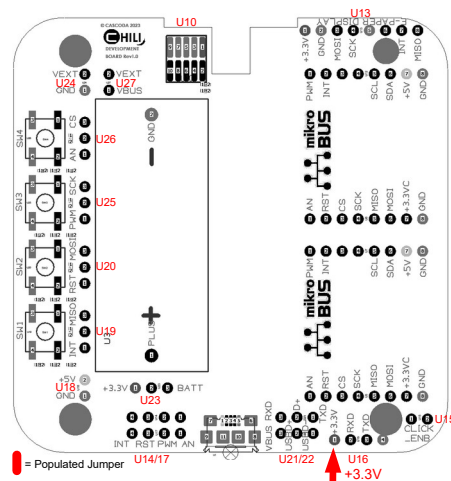 © CASCODA 2023
CHILI
DEVELOPMENT
BOARD Rev1.0
U10
U13
E-PAPER DISPLAY
+3.3V
GND
MOSI
SCK
INT
MISO
VEXT
GND
U24
VEXT
VBUS
U27
PWM
INT
SCL
SDA
+5V
GND
SW4
CS
AN
U26
GND
mikro
BUS
SW3
SCK
PWM
U25
AN
RST
CS
SCK
MISO
MOSI
+3.3VC
GND
SW2
MOSI
RST
U20
PWM
INT
SCL
SDA
+5V
GND
mikro
BUS
SW1
MISO
INT
U19
U3
PLUS
+5V
GND
U18
+3.3V
BATT
U23
AN
RST
CS
SCK
MISO
MOSI
+3.3VC
GND
INT RST PWM AN
U14/17
VBUS
RXD
USBD-
USBD+
TXD
U21/22
+3.3V
RXD
TXD
U16
U15
CLICK
_ENB
+3.3V
= Populated Jumper